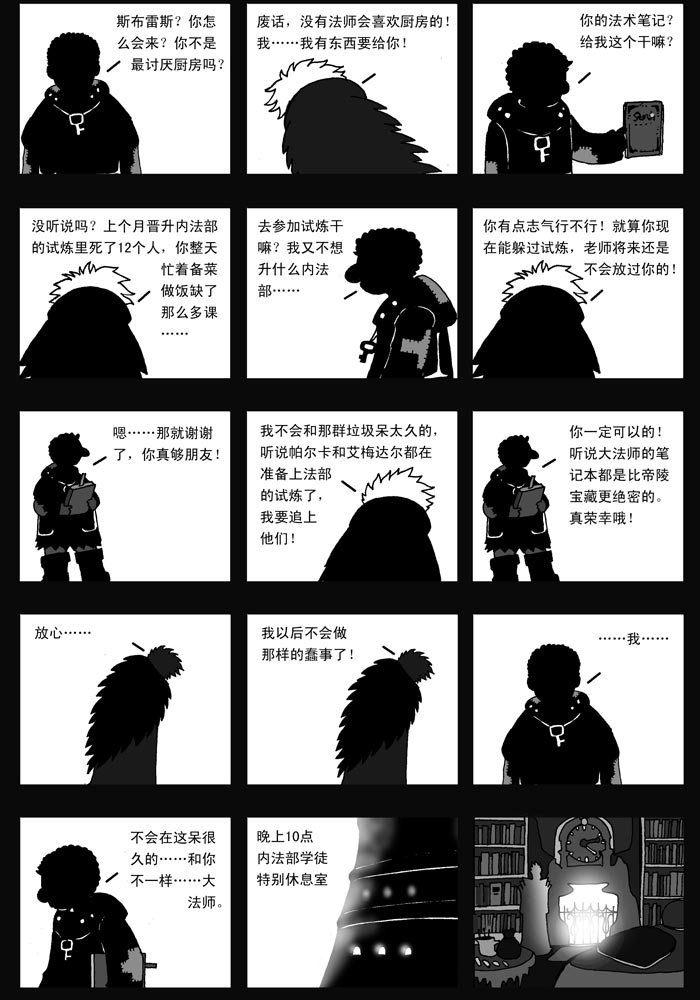 斯布雷斯？你怎
么会来？你不是
最讨厌厨房吗？
废话，没有法师会喜欢厨房的！
我……我有东西要给你！
你的法术笔记？
给我这个干嘛？
没听说吗？上个月晋升内法部
的试炼里死了12个人，你整天
忙着备菜
做饭缺了
那么多课
……
去参加试炼干
嘛？我又不想
升什么内法
部……
你有点志气行不行！就算你现
在能躲过试炼，老师将来还是
不会放过你的！
嗯……那就谢谢
了，你真够朋友！
我不会和那群垃圾呆太久的，
听说帕尔卡和艾梅达尔都在
准备上法部
的试炼了，
我要追上
他们！
你一定可以的！
听说大法师的笔
记本都是比帝陵
宝藏更绝密的。
真荣幸哦！
放心……
我以后不会做
那样的蠢事了！
……我……
不会在这呆很
久的……和你
不一样……大
法师。
晚上10点
内法部学徒
特别休息室